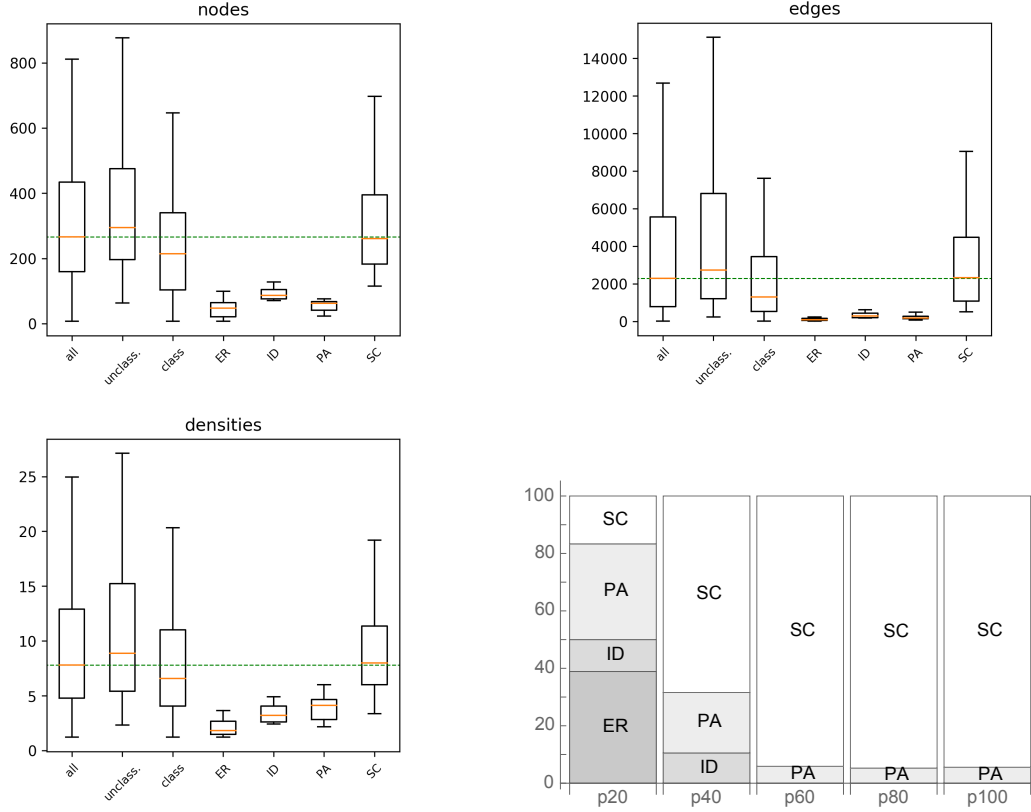 nodes
800
600
400
200
0
all
unclass.
class
ER
ID
PA
SC
edges
14000
12000
10000
8000
6000
4000
2000
0
all
unclass.
class
ER
ID
PA
SC
densities
25
20
15
10
5
0
all
unclass.
class
ER
ID
PA
SC
100
80
60
40
20
0
SC
PA
ID
ER
SC
PA
ID
SC
PA
SC
PA
SC
PA
p20
p40
p60
p80
p100